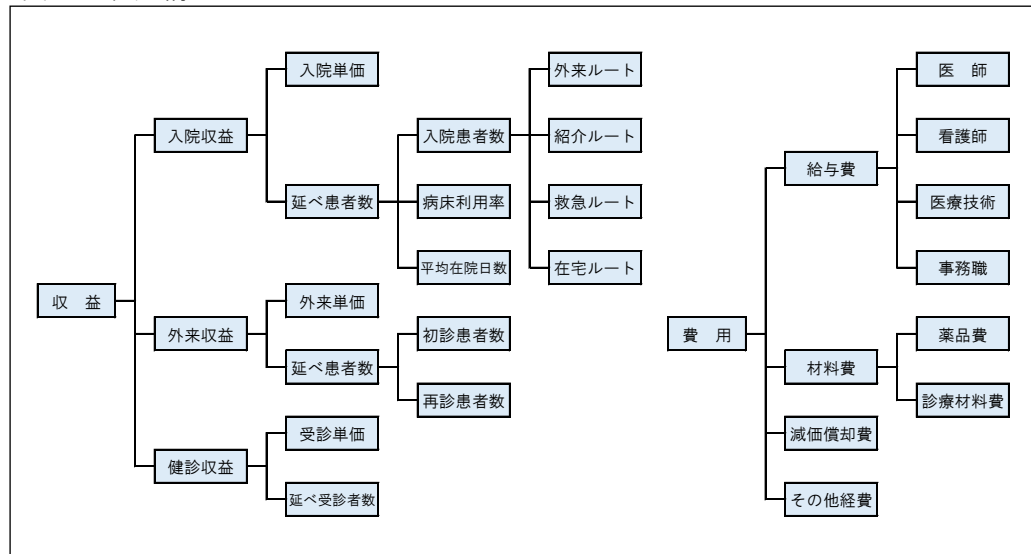 収　益
入院収益
入院単価
延べ患者数
入院患者数
外来ルート
紹介ルート
救急ルート
在宅ルート
病床利用率
平均在院日数
外来収益
外来単価
延べ患者数
初診患者数
再診患者数
健診収益
受診単価
延べ受診者数
費　用
給与費
医　師
看護師
医療技術
事務職
材料費
薬品費
診療材料費
減価償却費
その他経費